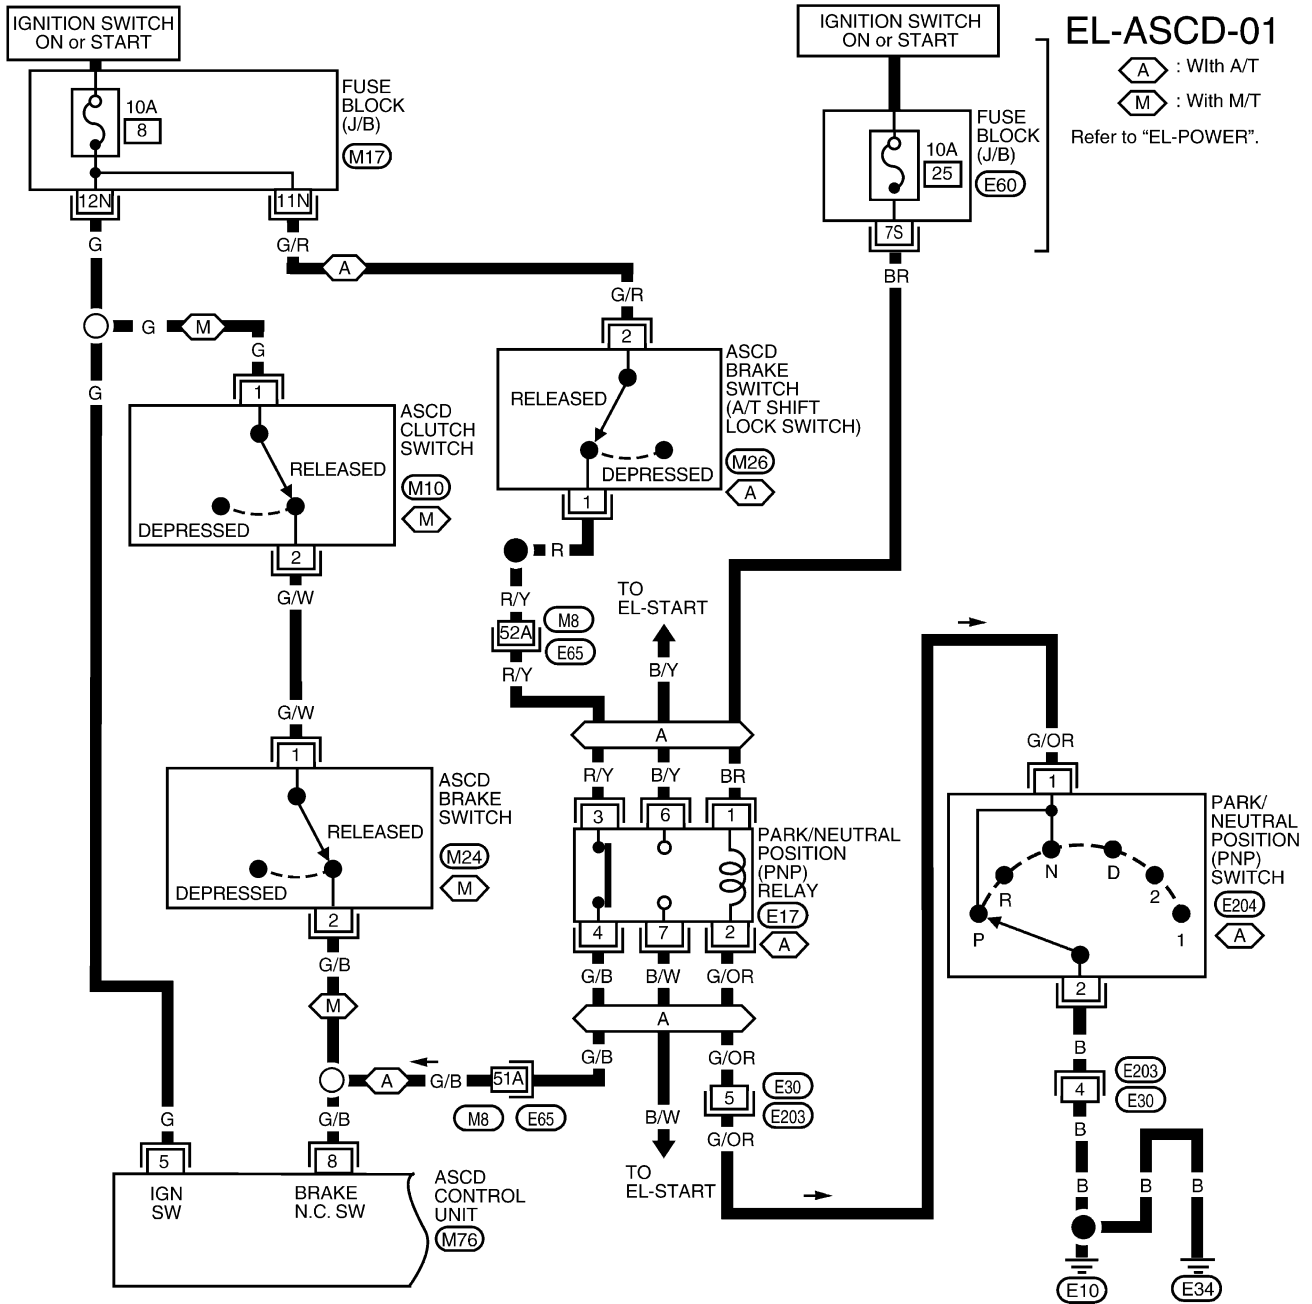 IGNITION SWITCH
ON or START
IGNITION SWITCH
ON or START
EL-ASCD-01
A : WIth A/T
M : With M/T
Refer to “EL-POWER”.
FUSE
BLOCK
(J/B)
M17
10A
8
12N
11N
FUSE
BLOCK
(J/B)
E60
10A
25
7S
G
G/R
BR
A
G/R
G
M
G
G
1
2
ASCD
CLUTCH
SWITCH
RELEASED
M10
M
DEPRESSED
2
ASCD
BRAKE
SWITCH
(A/T SHIFT
LOCK SWITCH)
RELEASED
M26
A
DEPRESSED
1
R
R/Y
52A
M8
E65
R/Y
TO
EL-START
B/Y
G/W
G/W
1
ASCD
BRAKE
SWITCH
RELEASED
M24
M
DEPRESSED
2
G/B
M
A
R/Y
B/Y
BR
3
6
1
PARK/NEUTRAL
POSITION
(PNP)
RELAY
E17
A
4
7
2
G/B
B/W
G/OR
A
G/B
G/OR
G/OR
1
PARK/
NEUTRAL
POSITION
(PNP)
SWITCH
E204
A
P
R
N
D
2
1
2
B
4
E203
E30
B
B
B
B
E10
E34
A
G/B
51A
M8
E65
5
E30
E203
G/OR
B/W
TO
EL-START
G
G/B
5
8
IGN
SW
BRAKE
N.C. SW
ASCD
CONTROL
UNIT
M76